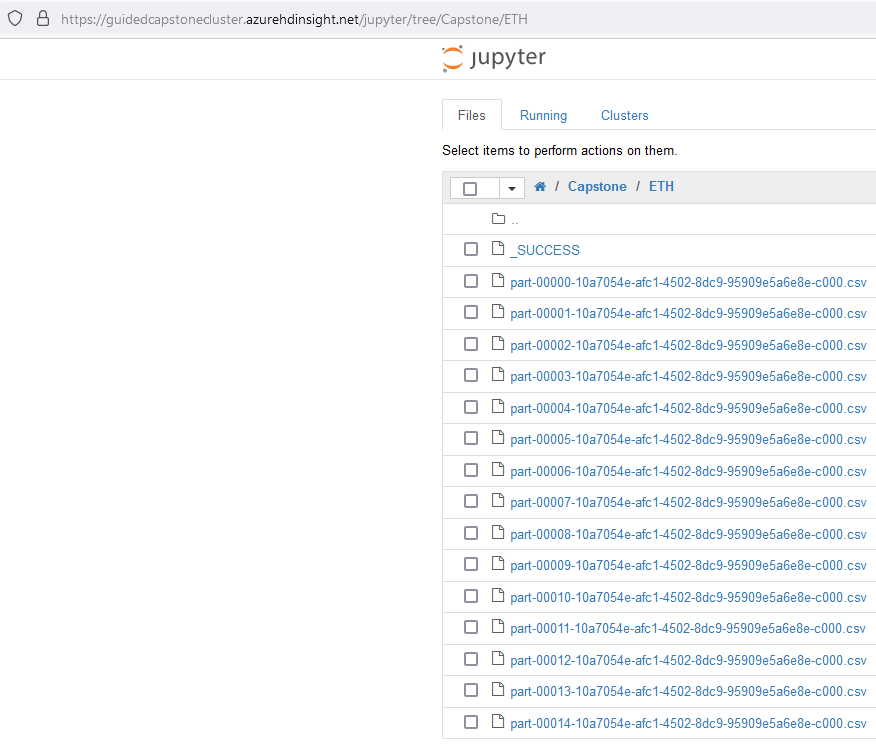 https://guidedcapstonecluster.azurehdinsight.net/jupyter/tree/Capstone/ETH
jupyter
Files Running Clusters
Select items to perform actions on them.
/ Capstone / ETH
..
_SUCCESS
part-00000-10a7054e-afc1-4502-8dc9-95909e5a6e8e-c000.csv
part-00001-10a7054e-afc1-4502-8dc9-95909e5a6e8e-c000.csv
part-00002-10a7054e-afc1-4502-8dc9-95909e5a6e8e-c000.csv
part-00003-10a7054e-afc1-4502-8dc9-95909e5a6e8e-c000.csv
part-00004-10a7054e-afc1-4502-8dc9-95909e5a6e8e-c000.csv
part-00005-10a7054e-afc1-4502-8dc9-95909e5a6e8e-c000.csv
part-00006-10a7054e-afc1-4502-8dc9-95909e5a6e8e-c000.csv
part-00007-10a7054e-afc1-4502-8dc9-95909e5a6e8e-c000.csv
part-00008-10a7054e-afc1-4502-8dc9-95909e5a6e8e-c000.csv
part-00009-10a7054e-afc1-4502-8dc9-95909e5a6e8e-c000.csv
part-00010-10a7054e-afc1-4502-8dc9-95909e5a6e8e-c000.csv
part-00011-10a7054e-afc1-4502-8dc9-95909e5a6e8e-c000.csv
part-00012-10a7054e-afc1-4502-8dc9-95909e5a6e8e-c000.csv
part-00013-10a7054e-afc1-4502-8dc9-95909e5a6e8e-c000.csv
part-00014-10a7054e-afc1-4502-8dc9-95909e5a6e8e-c000.csv